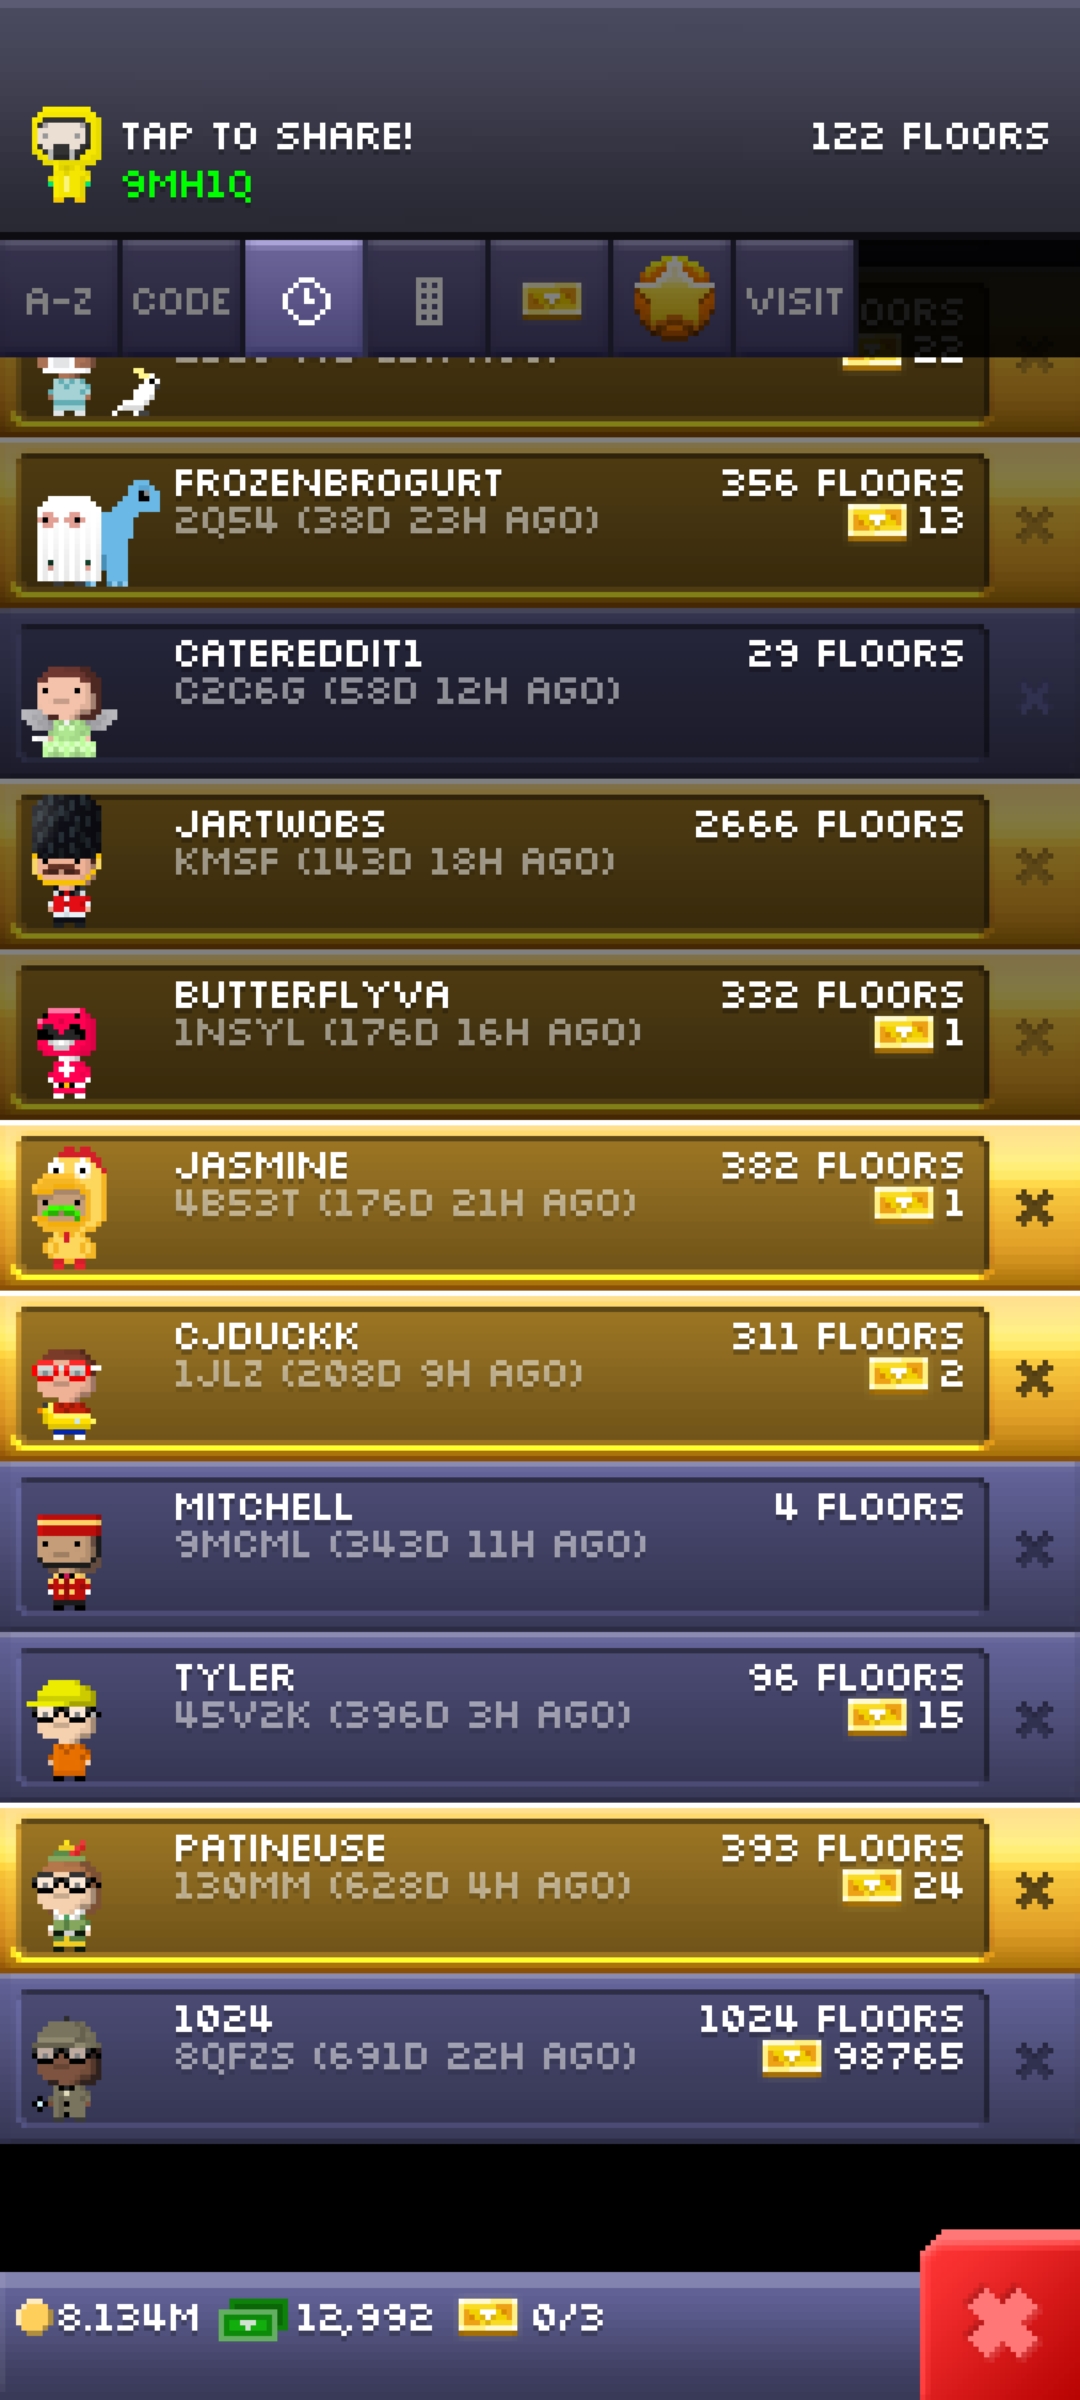 TAP TO SHARE!
122 FLOORS
9MH1Q
A-Z CODE VISIT
22
FROZENBROGURT 356 FLOORS
2Q54 (38D 23H AGO) 13
CATEREDDIT1 29 FLOORS
C2C6G (58D 12H AGO)
JARTWOBS 2666 FLOORS
KMSF (143D 18H AGO)
BUTTERFLYVA 332 FLOORS
1NSYL (176D 16H AGO) 1
JASMINE 382 FLOORS
4B53T (176D 21H AGO) 1
CJDUCKK 311 FLOORS
1JLZ (208D 9H AGO) 2
MITCHELL 4 FLOORS
9MCML (343D 11H AGO)
TYLER 96 FLOORS
45V2K (396D 3H AGO) 15
PATINEUSE 393 FLOORS
130MM (628D 4H AGO) 24
1024 1024 FLOORS
8QFZS (691D 22H AGO) 98765
8.134M 12,992 0/3